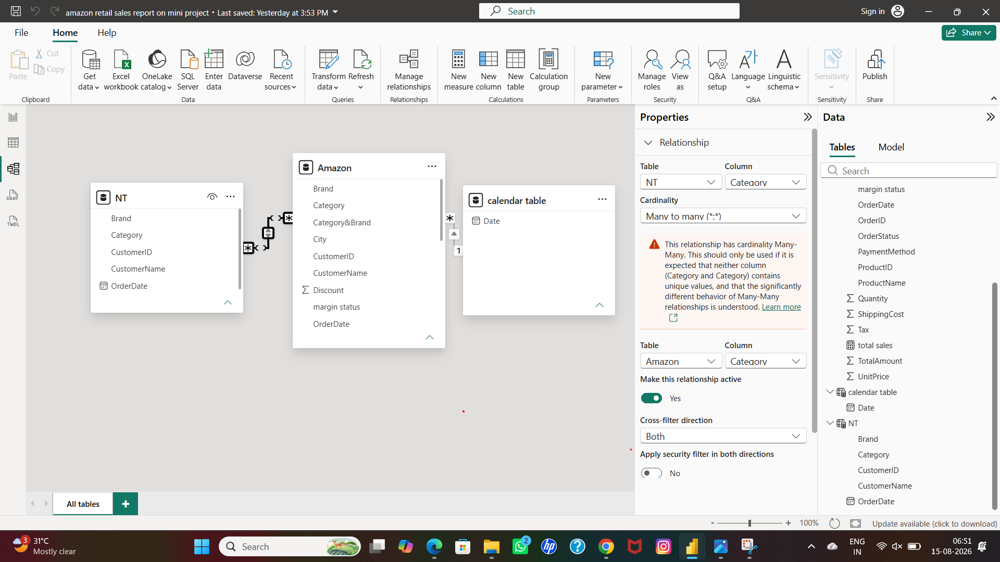 amazon retail sales report on mini project • Last saved: Yesterday at 3:53 PM
Search
Sign in
File
Home
Help
Share
Paste
Cut
Copy
Clipboard
Get data
Excel workbook
OneLake catalog
SQL Server
Enter data
Dataverse
Recent sources
Data
Transform data
Refresh
Queries
Manage relationships
Relationships
New measure
New column
New table
Calculation group
Calculations
New parameter
Parameters
Manage roles
View as
Security
Q&A setup
Language
Linguistic schema
Q&A
Sensitivity
Sensitivity
Publish
Share
DAX
TMDL
NT
Brand
Category
CustomerID
CustomerName
OrderDate
Amazon
Brand
Category
Category&Brand
City
CustomerID
CustomerName
Discount
margin status
OrderDate
*
*
*
1
calendar table
Date
All tables
Properties
Relationship
Table
Column
NT
Category
Cardinality
Many to many (*:*)
This relationship has cardinality Many-
Many. This should only be used if it is
expected that neither column
(Category and Category) contains
unique values, and that the significantly
different behavior of Many-Many
relationships is understood. Learn more
Table
Column
Amazon
Category
Make this relationship active
Yes
Cross-filter direction
Both
Apply security filter in both directions
No
Data
Tables
Model
Search
margin status
OrderDate
OrderID
OrderStatus
PaymentMethod
ProductID
ProductName
Quantity
ShippingCost
Tax
total sales
TotalAmount
UnitPrice
calendar table
Date
NT
Brand
Category
CustomerID
CustomerName
OrderDate
- + 100%
Update available (click to download)
3
31°C
Mostly clear
Search
2
hp
ENG
IN
06:51
15-08-2026